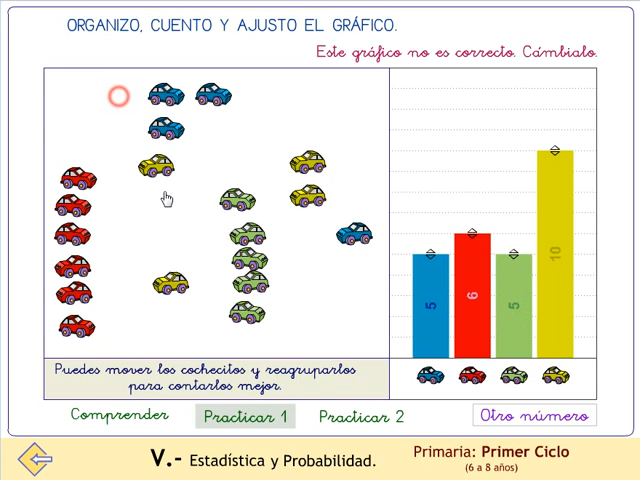 ORGANIZO, CUENTO Y AJUSTO EL GRÁFICO.
Este gráfico no es correcto. Cámbialo.
5
6
5
10
Puedes mover los cochecitos y reagruparlos
para contarlos mejor.
Comprender
Practicar 1
Practicar 2
Otro número
V.- Estadística y Probabilidad.
Primaria: Primer Ciclo
(6 a 8 años)